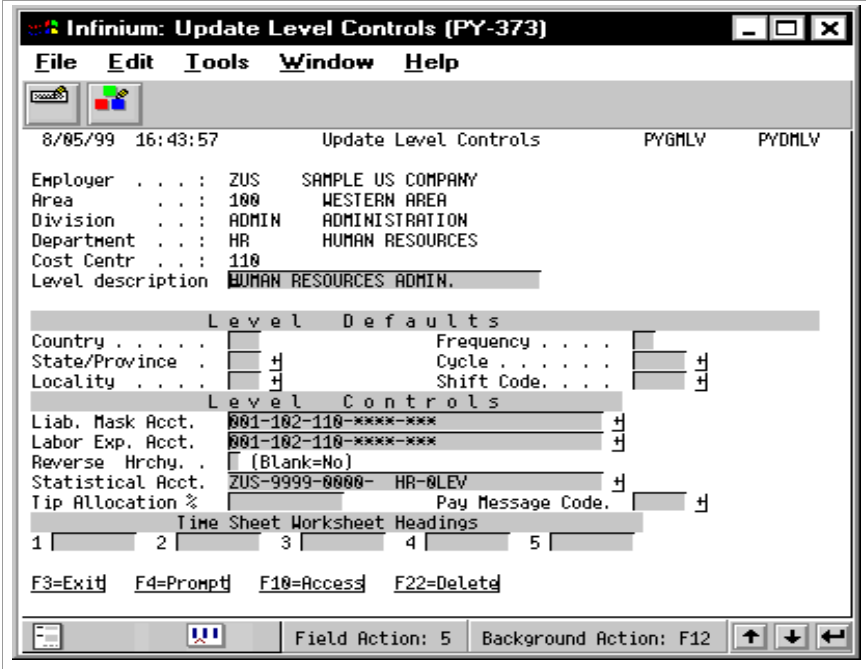 Infinium: Update Level Controls (PY-373)
File Edit Tools Window Help
8/05/99 16:43:57 Update Level Controls PYGMLV PYDMLV
Employer . . . : ZUS SAMPLE US COMPANY
Area . . : 100 WESTERN AREA
Division . . : ADMIN ADMINISTRATION
Department . . : HR HUMAN RESOURCES
Cost Centr . . : 110
Level description HUMAN RESOURCES ADMIN.
Level Defaults
Country . . . . . Frequency . . . .
State/Province . + Cycle . . . . . . +
Locality . . . . + Shift Code. . . . +
Level Controls
Liab. Mask Acct. 001-102-110-****-*** +
Labor Exp. Acct. 001-102-110-****-*** +
Reverse Hrchy. . (Blank=No)
Statistical Acct. ZUS-9999-0000- HR-0LEV +
Tip Allocation % Pay Message Code. +
Time Sheet Worksheet Headings
1 2 3 4 5
F3=Exit F4=Prompt F10=Access F22=Delete
Field Action: 5 Background Action: F12